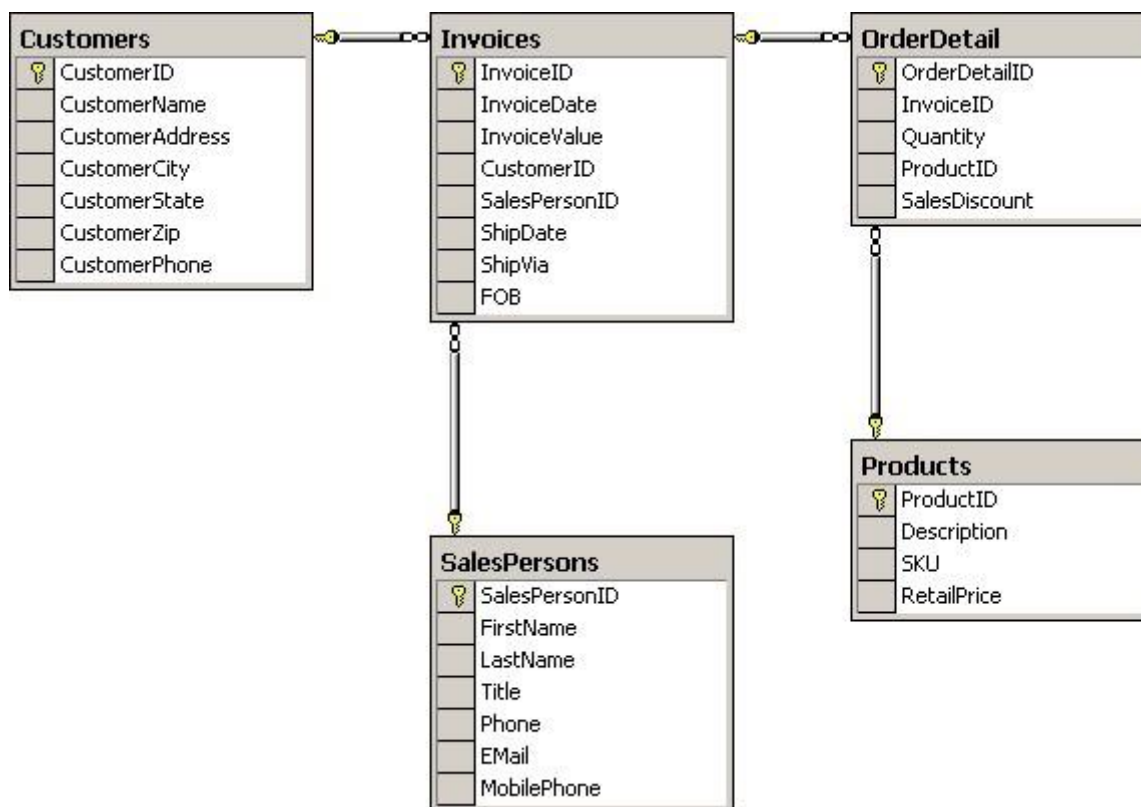 Customers
CustomerID
CustomerName
CustomerAddress
CustomerCity
CustomerState
CustomerZip
CustomerPhone
Invoices
InvoiceID
InvoiceDate
InvoiceValue
CustomerID
SalesPersonID
ShipDate
ShipVia
FOB
OrderDetail
OrderDetailID
InvoiceID
Quantity
ProductID
SalesDiscount
Products
ProductID
Description
SKU
RetailPrice
SalesPersons
SalesPersonID
FirstName
LastName
Title
Phone
EMail
MobilePhone